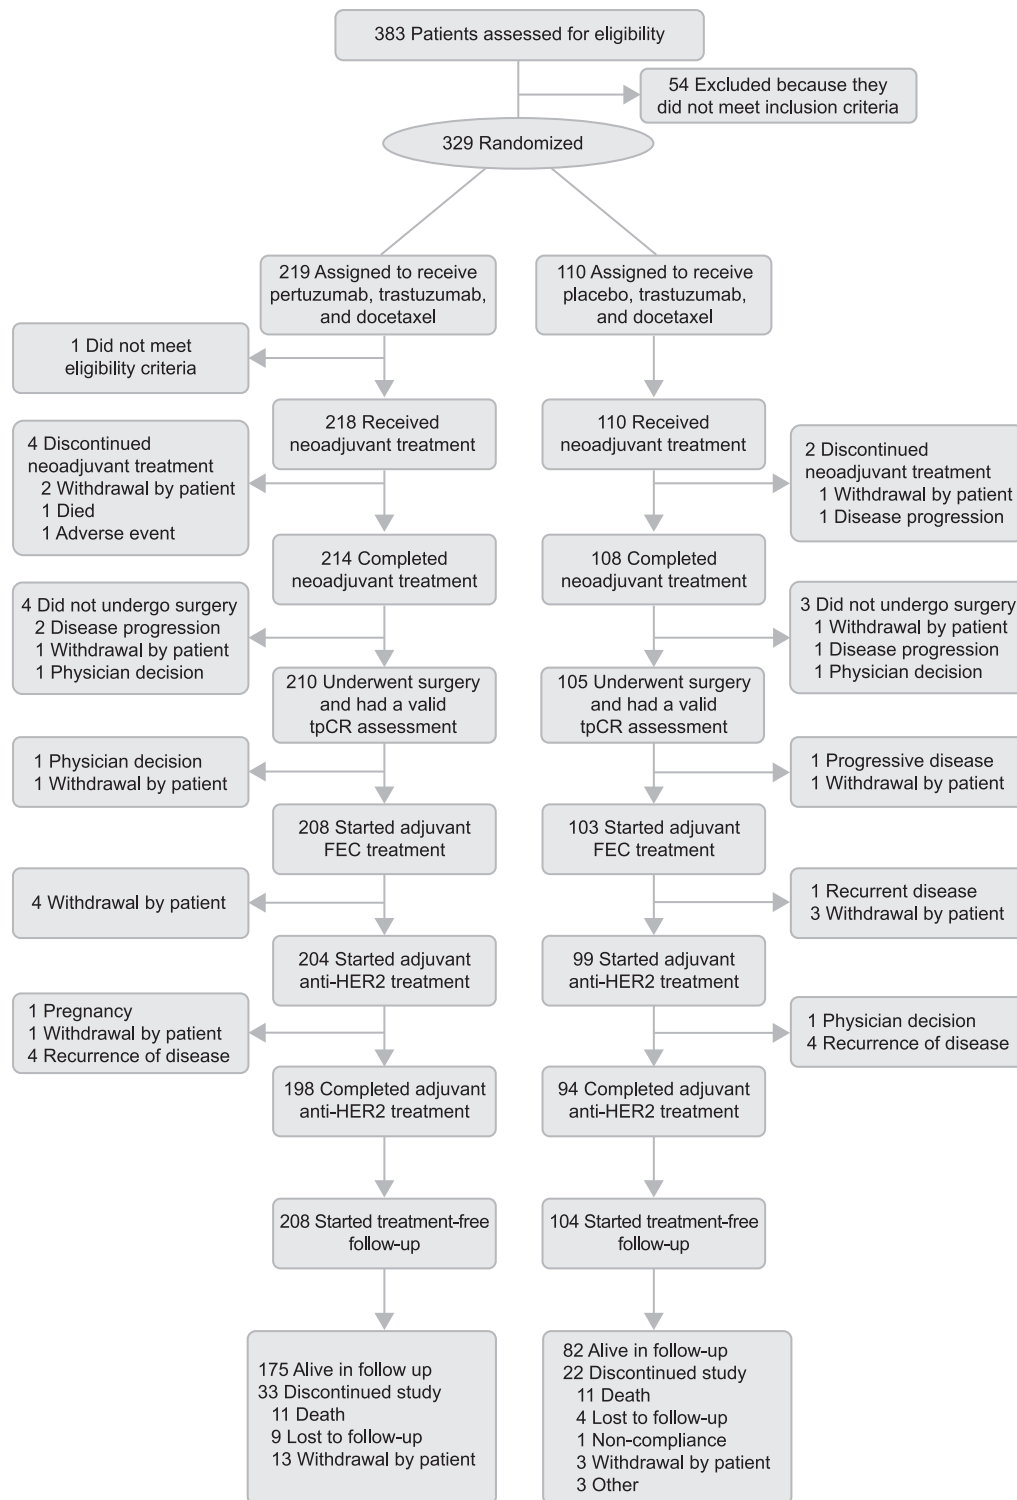 383 Patients assessed for eligibility
54 Excluded because they
did not meet inclusion criteria
329 Randomized
219 Assigned to receive
pertuzumab, trastuzumab,
and docetaxel
110 Assigned to receive
placebo, trastuzumab,
and docetaxel
1 Did not meet
eligibility criteria
218 Received
neoadjuvant treatment
110 Received
neoadjuvant treatment
4 Discontinued
neoadjuvant treatment
2 Withdrawal by patient
1 Died
1 Adverse event
2 Discontinued
neoadjuvant treatment
1 Withdrawal by patient
1 Disease progression
214 Completed
neoadjuvant treatment
108 Completed
neoadjuvant treatment
4 Did not undergo surgery
2 Disease progression
1 Withdrawal by patient
1 Physician decision
3 Did not undergo surgery
1 Withdrawal by patient
1 Disease progression
1 Physician decision
210 Underwent surgery
and had a valid
tpCR assessment
105 Underwent surgery
and had a valid
tpCR assessment
1 Physician decision
1 Withdrawal by patient
1 Progressive disease
1 Withdrawal by patient
208 Started adjuvant
FEC treatment
103 Started adjuvant
FEC treatment
4 Withdrawal by patient
1 Recurrent disease
3 Withdrawal by patient
204 Started adjuvant
anti-HER2 treatment
99 Started adjuvant
anti-HER2 treatment
1 Pregnancy
1 Withdrawal by patient
4 Recurrence of disease
1 Physician decision
4 Recurrence of disease
198 Completed adjuvant
anti-HER2 treatment
94 Completed adjuvant
anti-HER2 treatment
208 Started treatment-free
follow-up
104 Started treatment-free
follow-up
175 Alive in follow up
33 Discontinued study
11 Death
9 Lost to follow-up
13 Withdrawal by patient
82 Alive in follow-up
22 Discontinued study
11 Death
4 Lost to follow-up
1 Non-compliance
3 Withdrawal by patient
3 Other